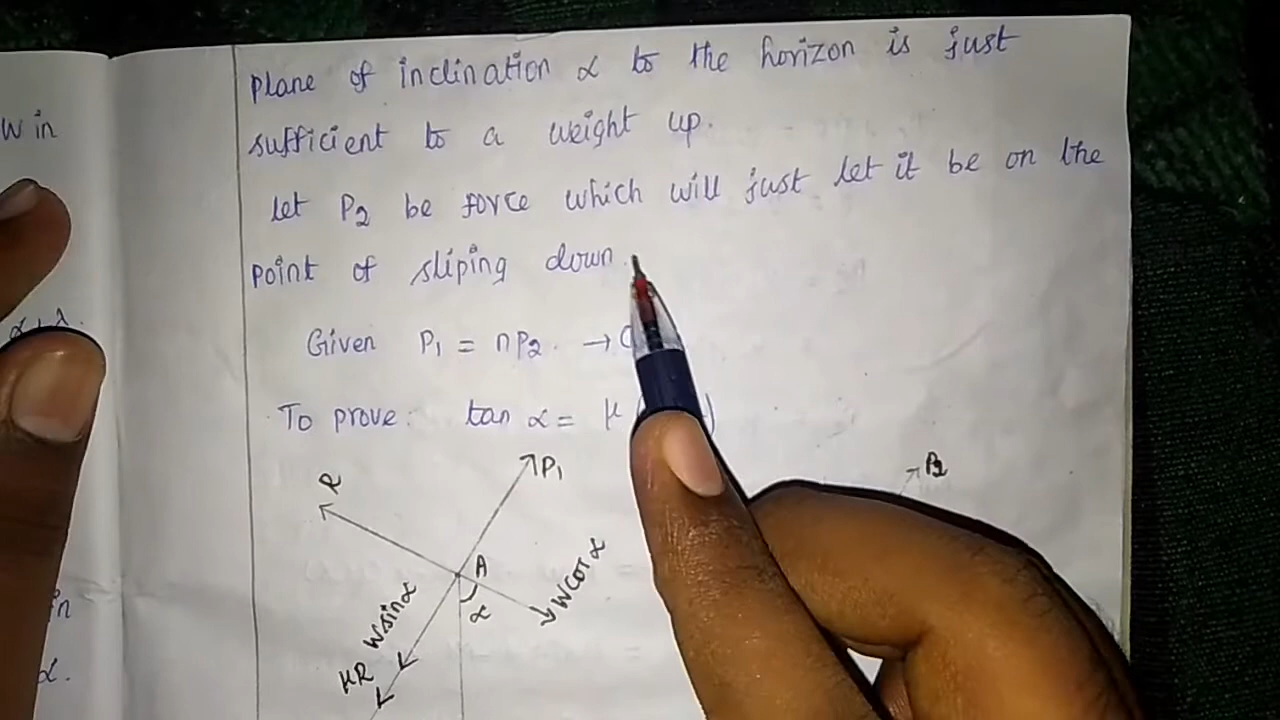 W in
plane of inclination α to the horizon is just
sufficient to a weight up.
let P2 be force which will just let it be on the
point of sliping down.
α + λ.
Given P1 = nP2. →
To prove: tan α = μ
P1
P2
R
A
α
W cos α
W sin α
μR
in
α.